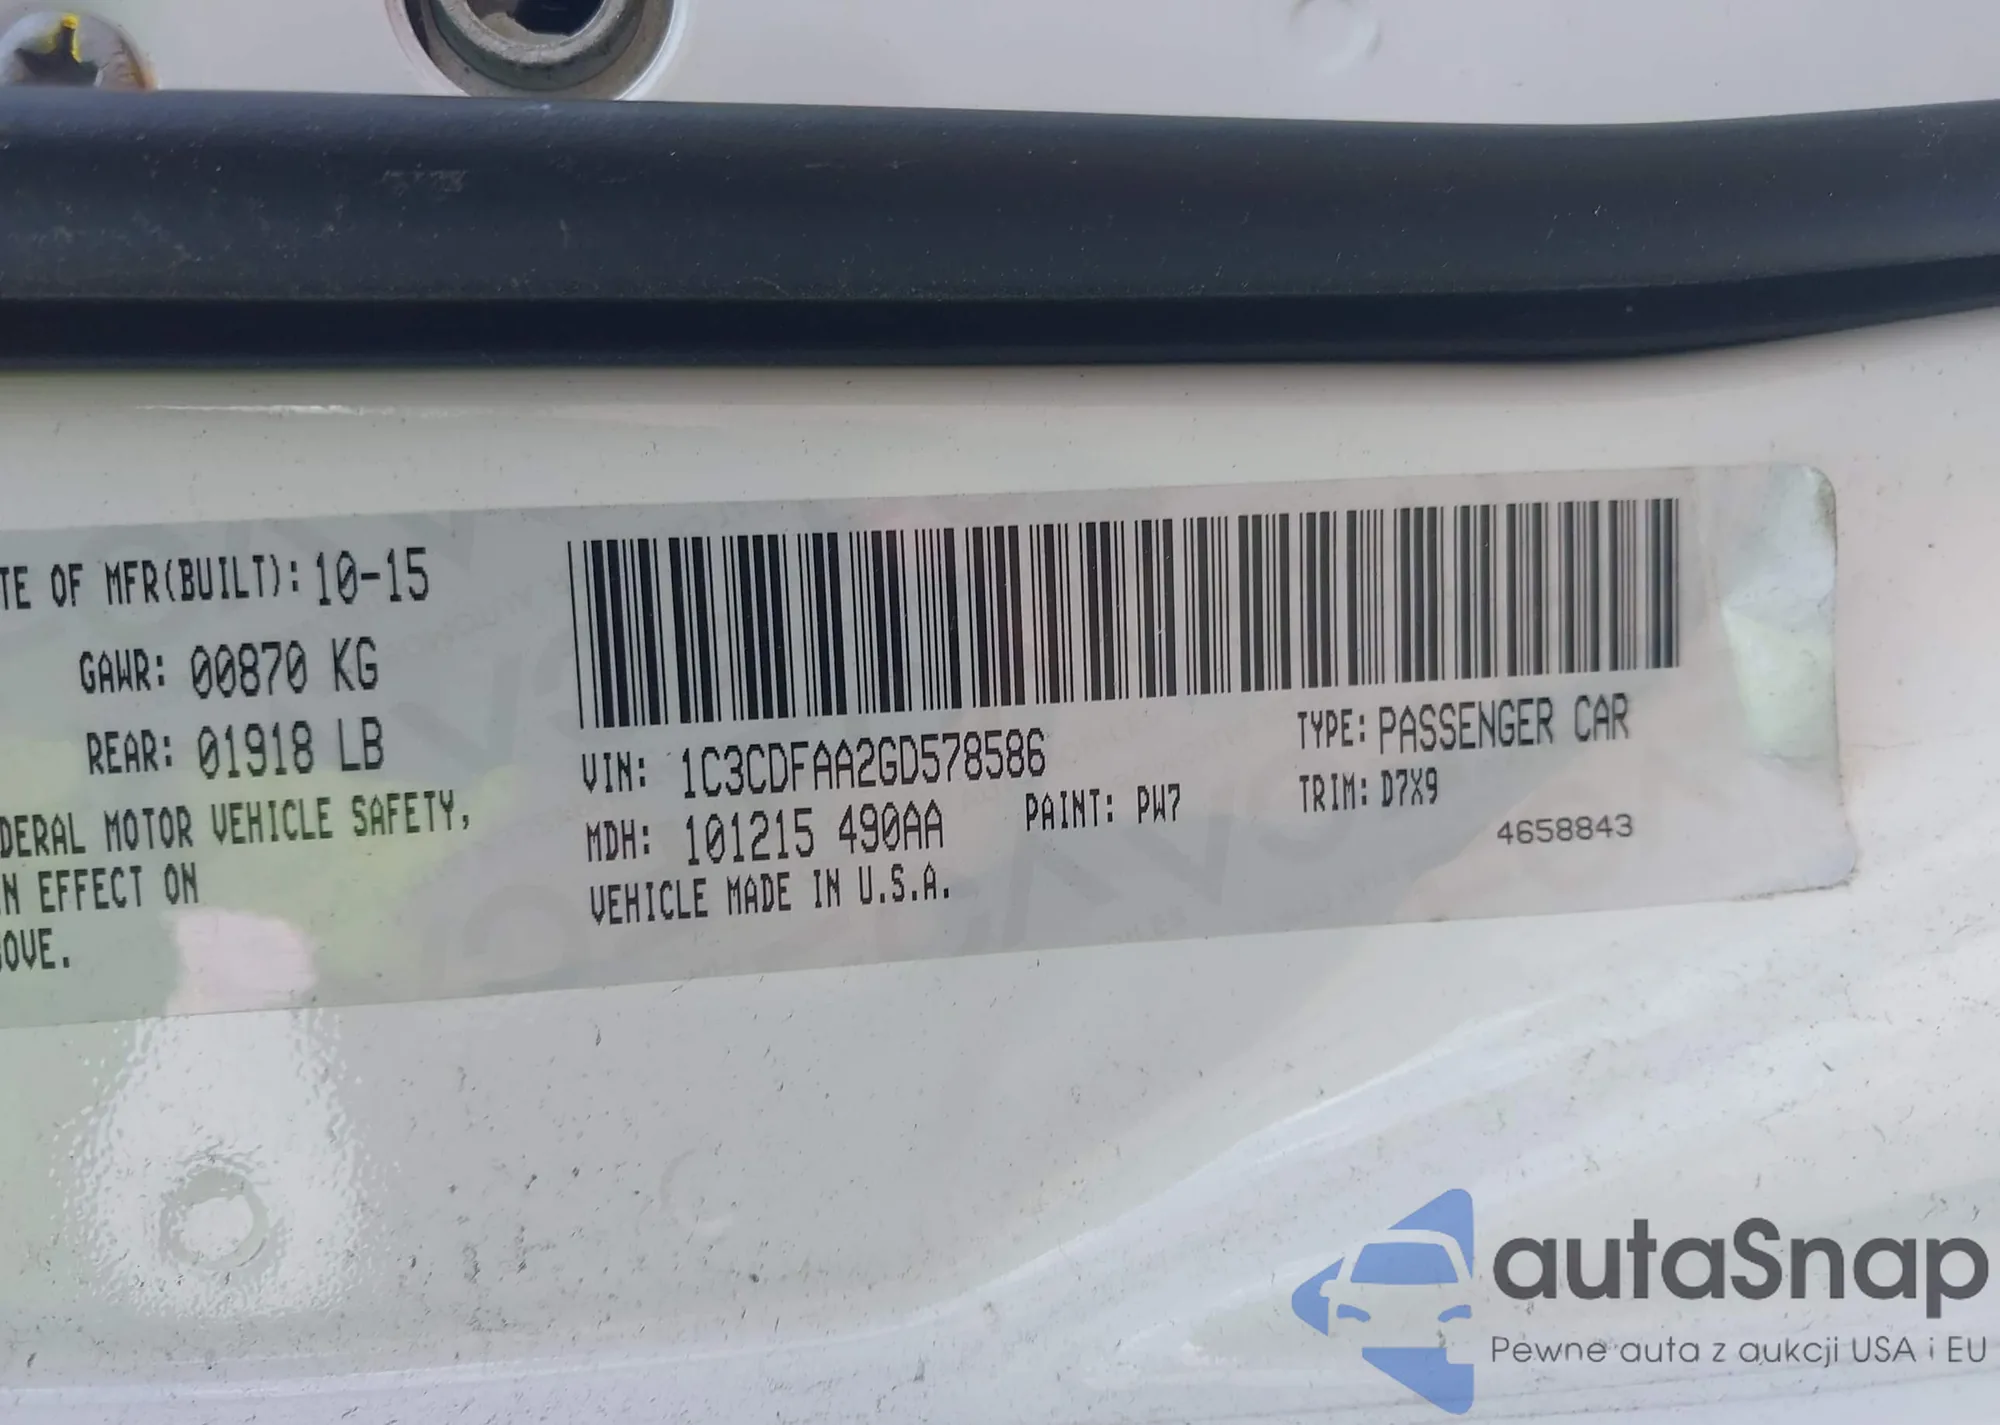 TE OF MFR(BUILT): 10-15
GAWR: 00870 KG
REAR: 01918 LB
DERAL MOTOR VEHICLE SAFETY,
N EFFECT ON
OVE.
VIN: 1C3CDFAA2GD578586
TYPE: PASSENGER CAR
MDH: 101215 490AA
PAINT: PW7
TRIM: D7X9
4658843
VEHICLE MADE IN U.S.A.
autaSnap
Pewne auta z aukcji USA i EU